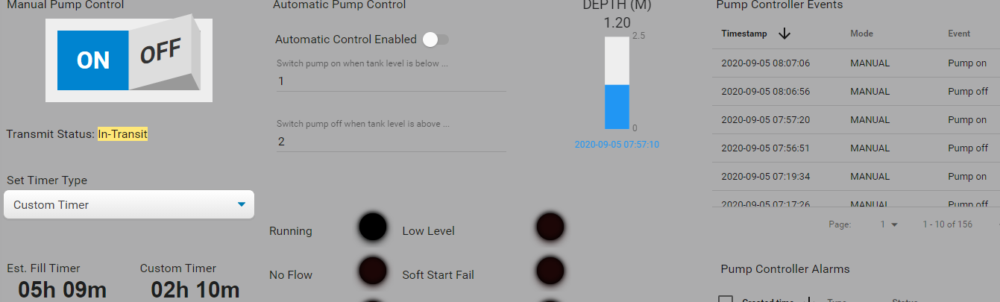 Manual Pump Control
ON OFF
Transmit Status: In-Transit
Set Timer Type
Custom Timer
Est. Fill Timer
05h 09m
Custom Timer
02h 10m
Automatic Pump Control
Automatic Control Enabled
Switch pump on when tank level is below ...
1
Switch pump off when tank level is above ...
2
Running
Low Level
No Flow
Soft Start Fail
DEPTH (M)
1.20
2.5
0
2020-09-05 07:57:10
Pump Controller Events
Timestamp Mode Event
2020-09-05 08:07:06 MANUAL Pump on
2020-09-05 08:06:56 MANUAL Pump off
2020-09-05 07:57:20 MANUAL Pump on
2020-09-05 07:56:51 MANUAL Pump off
2020-09-05 07:19:34 MANUAL Pump on
2020-09-05 07:17:26 MANUAL Pump off
Page: 1 1 - 10 of 156
Pump Controller Alarms
Created time Type Status